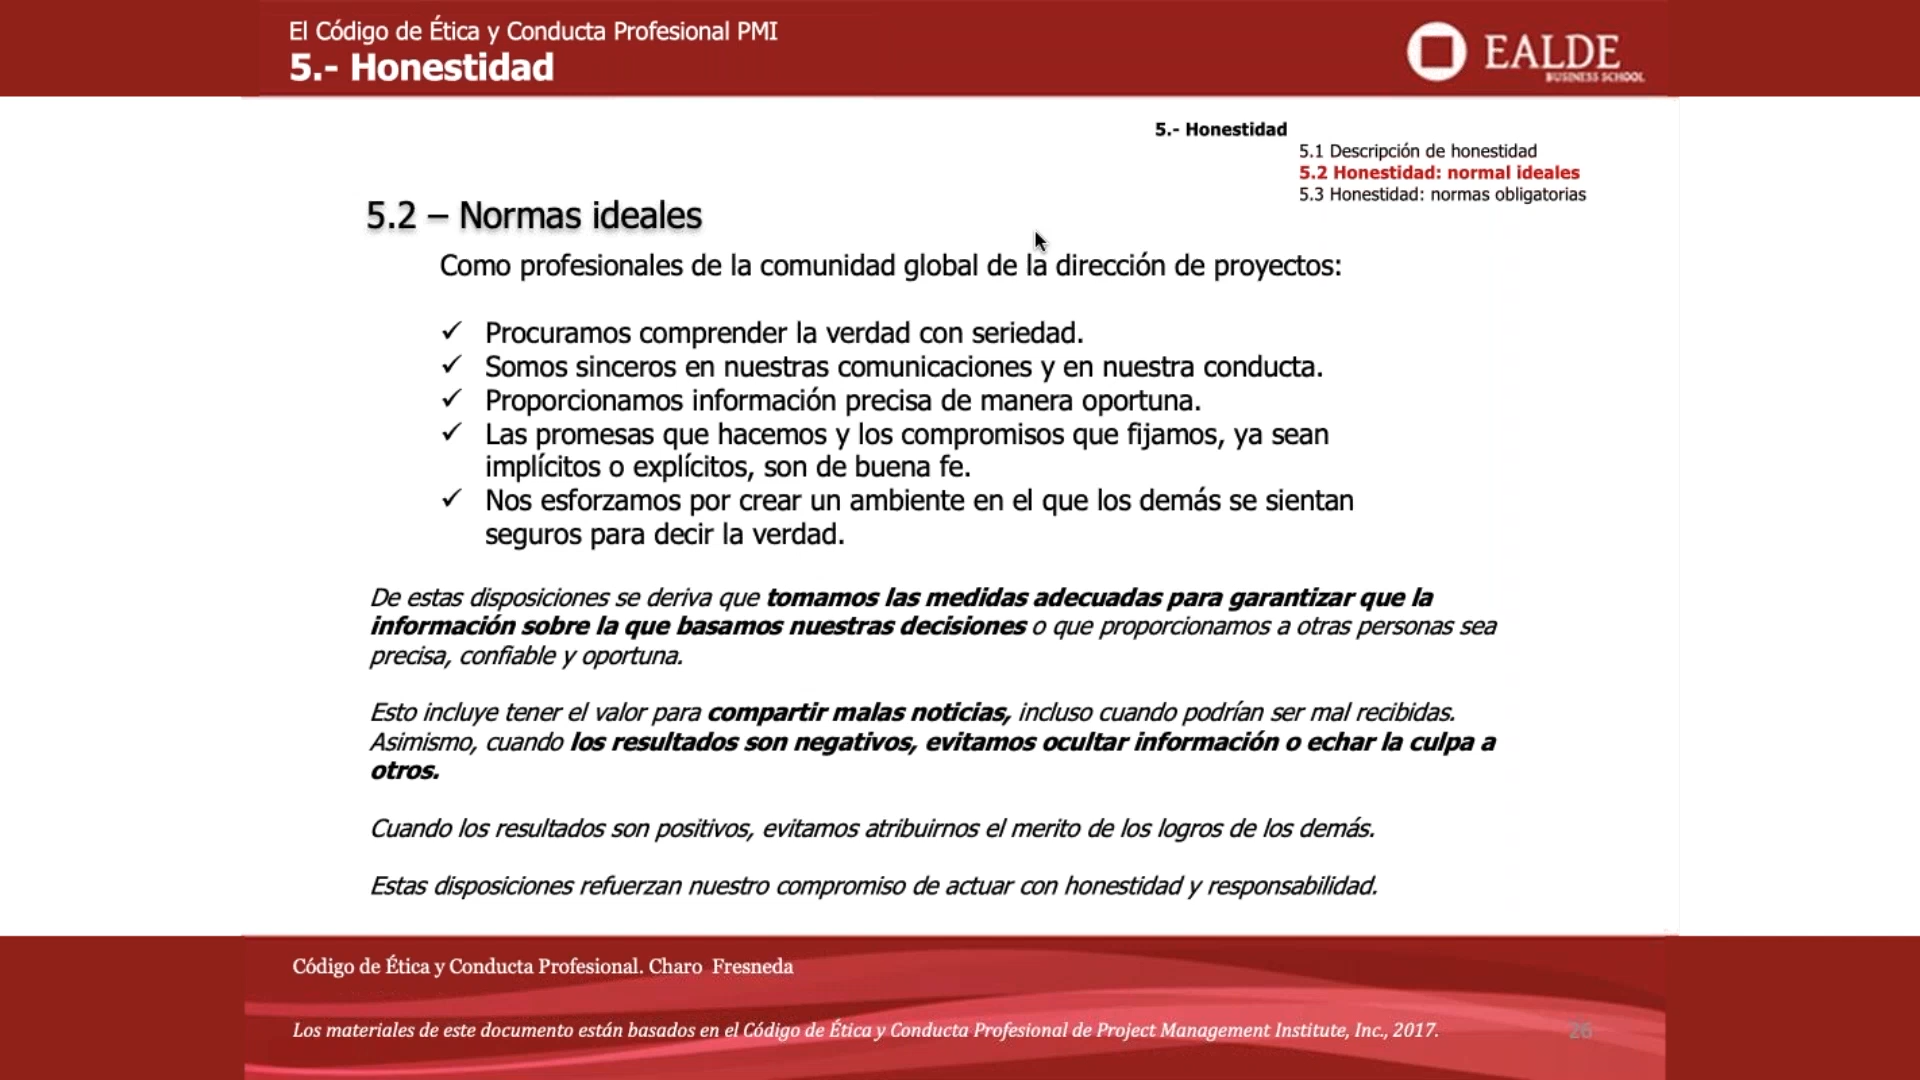 El Código de Ética y Conducta Profesional PMI
5.- Honestidad
EALDE
BUSINESS SCHOOL
5.- Honestidad
5.1 Descripción de honestidad
5.2 Honestidad: normal ideales
5.3 Honestidad: normas obligatorias
5.2 – Normas ideales
Como profesionales de la comunidad global de la dirección de proyectos:
✓ Procuramos comprender la verdad con seriedad.
✓ Somos sinceros en nuestras comunicaciones y en nuestra conducta.
✓ Proporcionamos información precisa de manera oportuna.
✓ Las promesas que hacemos y los compromisos que fijamos, ya sean
implícitos o explícitos, son de buena fe.
✓ Nos esforzamos por crear un ambiente en el que los demás se sientan
seguros para decir la verdad.
De estas disposiciones se deriva que tomamos las medidas adecuadas para garantizar que la
información sobre la que basamos nuestras decisiones o que proporcionamos a otras personas sea
precisa, confiable y oportuna.
Esto incluye tener el valor para compartir malas noticias, incluso cuando podrían ser mal recibidas.
Asimismo, cuando los resultados son negativos, evitamos ocultar información o echar la culpa a
otros.
Cuando los resultados son positivos, evitamos atribuirnos el merito de los logros de los demás.
Estas disposiciones refuerzan nuestro compromiso de actuar con honestidad y responsabilidad.
Código de Ética y Conducta Profesional. Charo Fresneda
Los materiales de este documento están basados en el Código de Ética y Conducta Profesional de Project Management Institute, Inc., 2017.
26